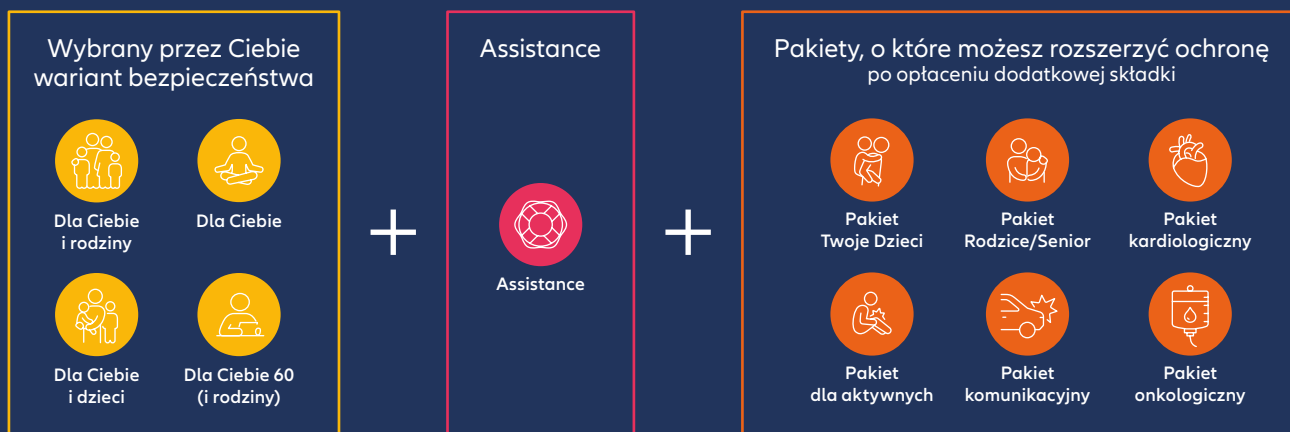 Wybrany przez Ciebie
wariant bezpieczeństwa
Dla Ciebie
i rodziny
Dla Ciebie
Dla Ciebie
i dzieci
Dla Ciebie 60
(i rodziny)
+
Assistance
Assistance
+
Pakiety, o które możesz rozszerzyć ochronę
po opłaceniu dodatkowej składki
Pakiet
Twoje Dzieci
Pakiet
Rodzice/Senior
Pakiet
kardiologiczny
Pakiet
dla aktywnych
Pakiet
komunikacyjny
Pakiet
onkologiczny